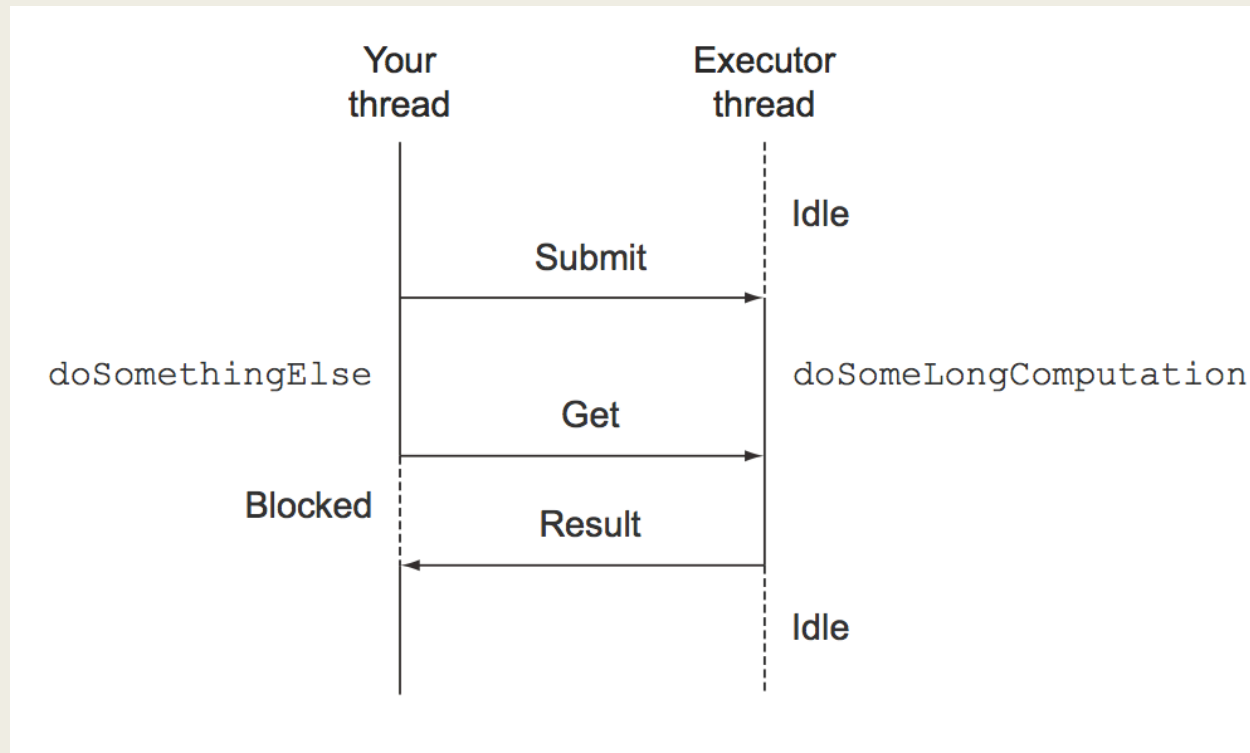 Your
thread
Executor
thread
Idle
Submit
doSomethingElse
doSomeLongComputation
Get
Blocked
Result
Idle